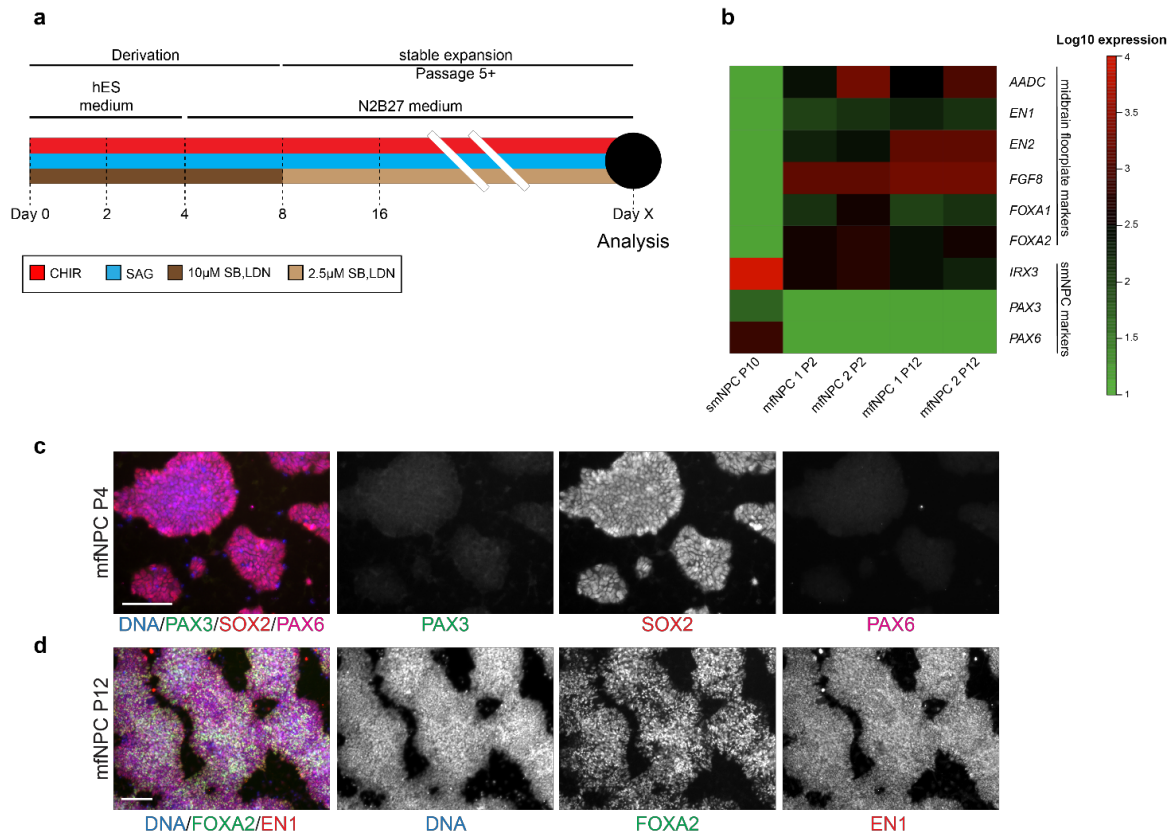 a
Derivation
stable expansion
Passage 5+
hES
medium
N2B27 medium
Day 0
2
4
8
16
Day X
Analysis
CHIR
SAG
10µM SB,LDN
2.5µM SB,LDN
b
Log10 expression
AADC
EN1
EN2
FGF8
FOXA1
FOXA2
IRX3
PAX3
PAX6
midbrain floorplate markers
smNPC markers
4
3.5
3
2.5
2
1.5
1
smNPC P10
mfNPC 1 P2
mfNPC 2 P2
mfNPC 1 P12
mfNPC 2 P12
c
mfNPC P4
DNA/PAX3/SOX2/PAX6
PAX3
SOX2
PAX6
d
mfNPC P12
DNA/FOXA2/EN1
DNA
FOXA2
EN1